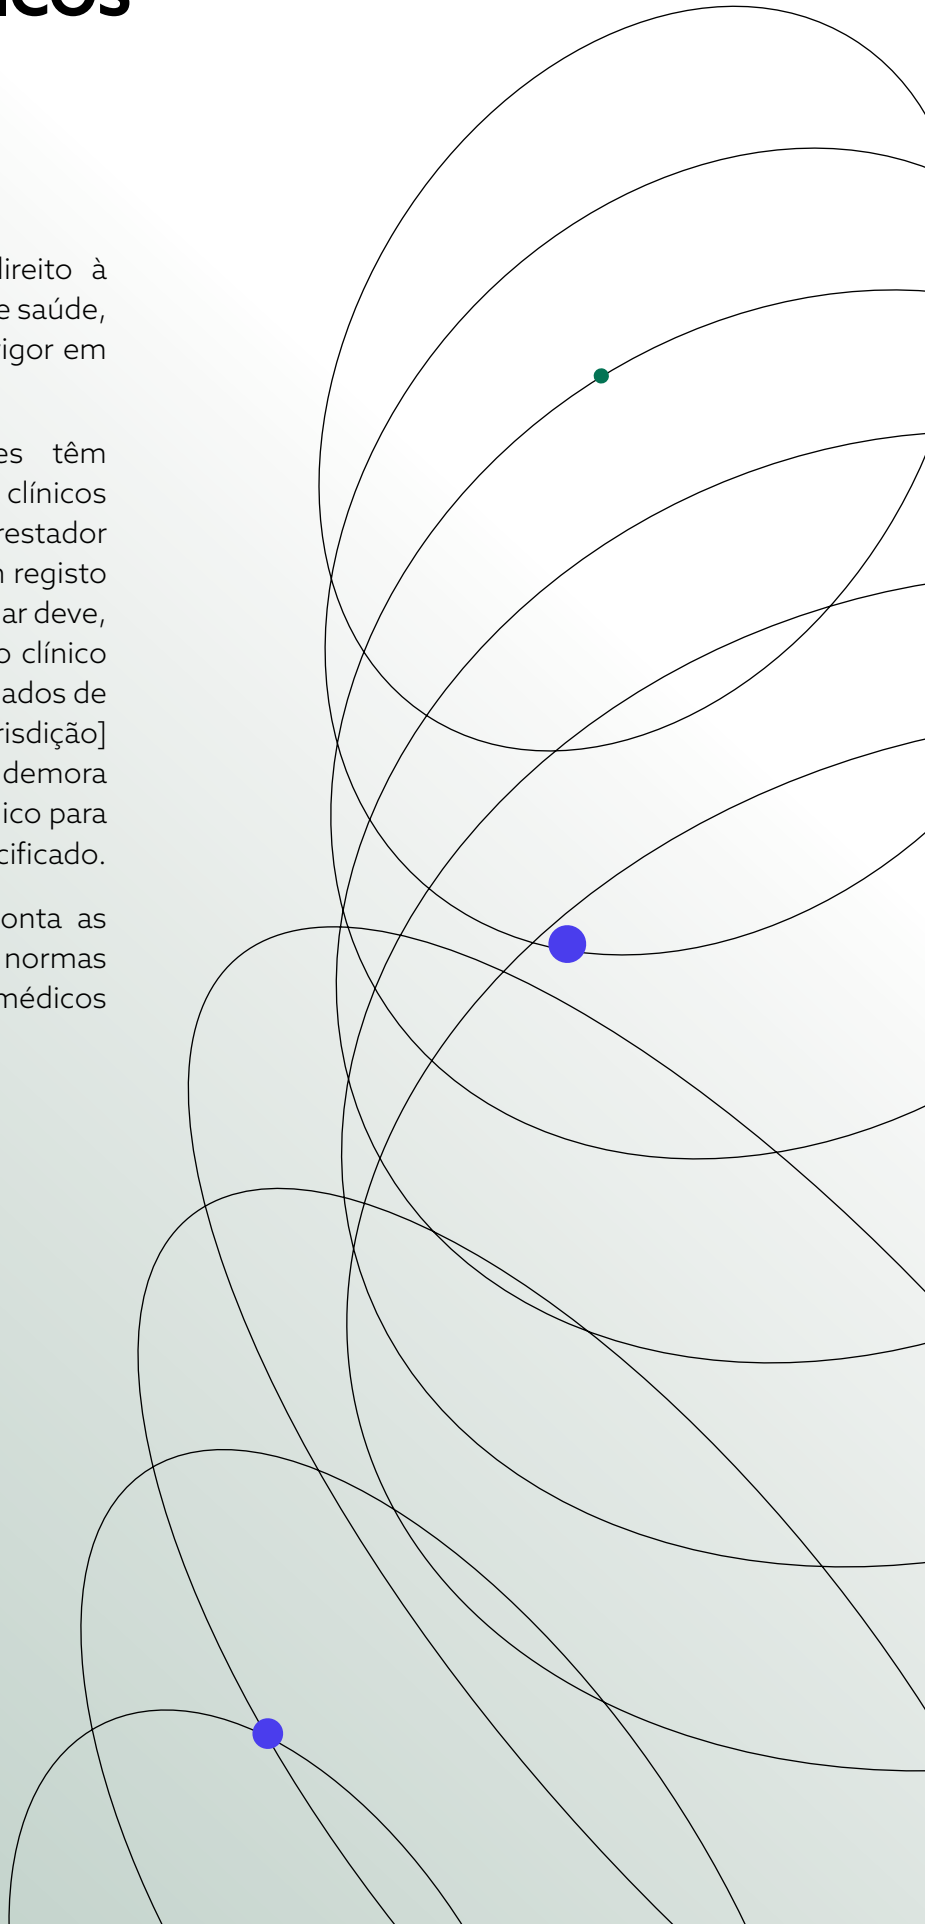 direito à
e saúde,
rigor em
es têm
clínicos
restador
registo
ar deve,
o clínico
ados de
risdição]
demora
ico para
cificado.
onta as
normas
médicos